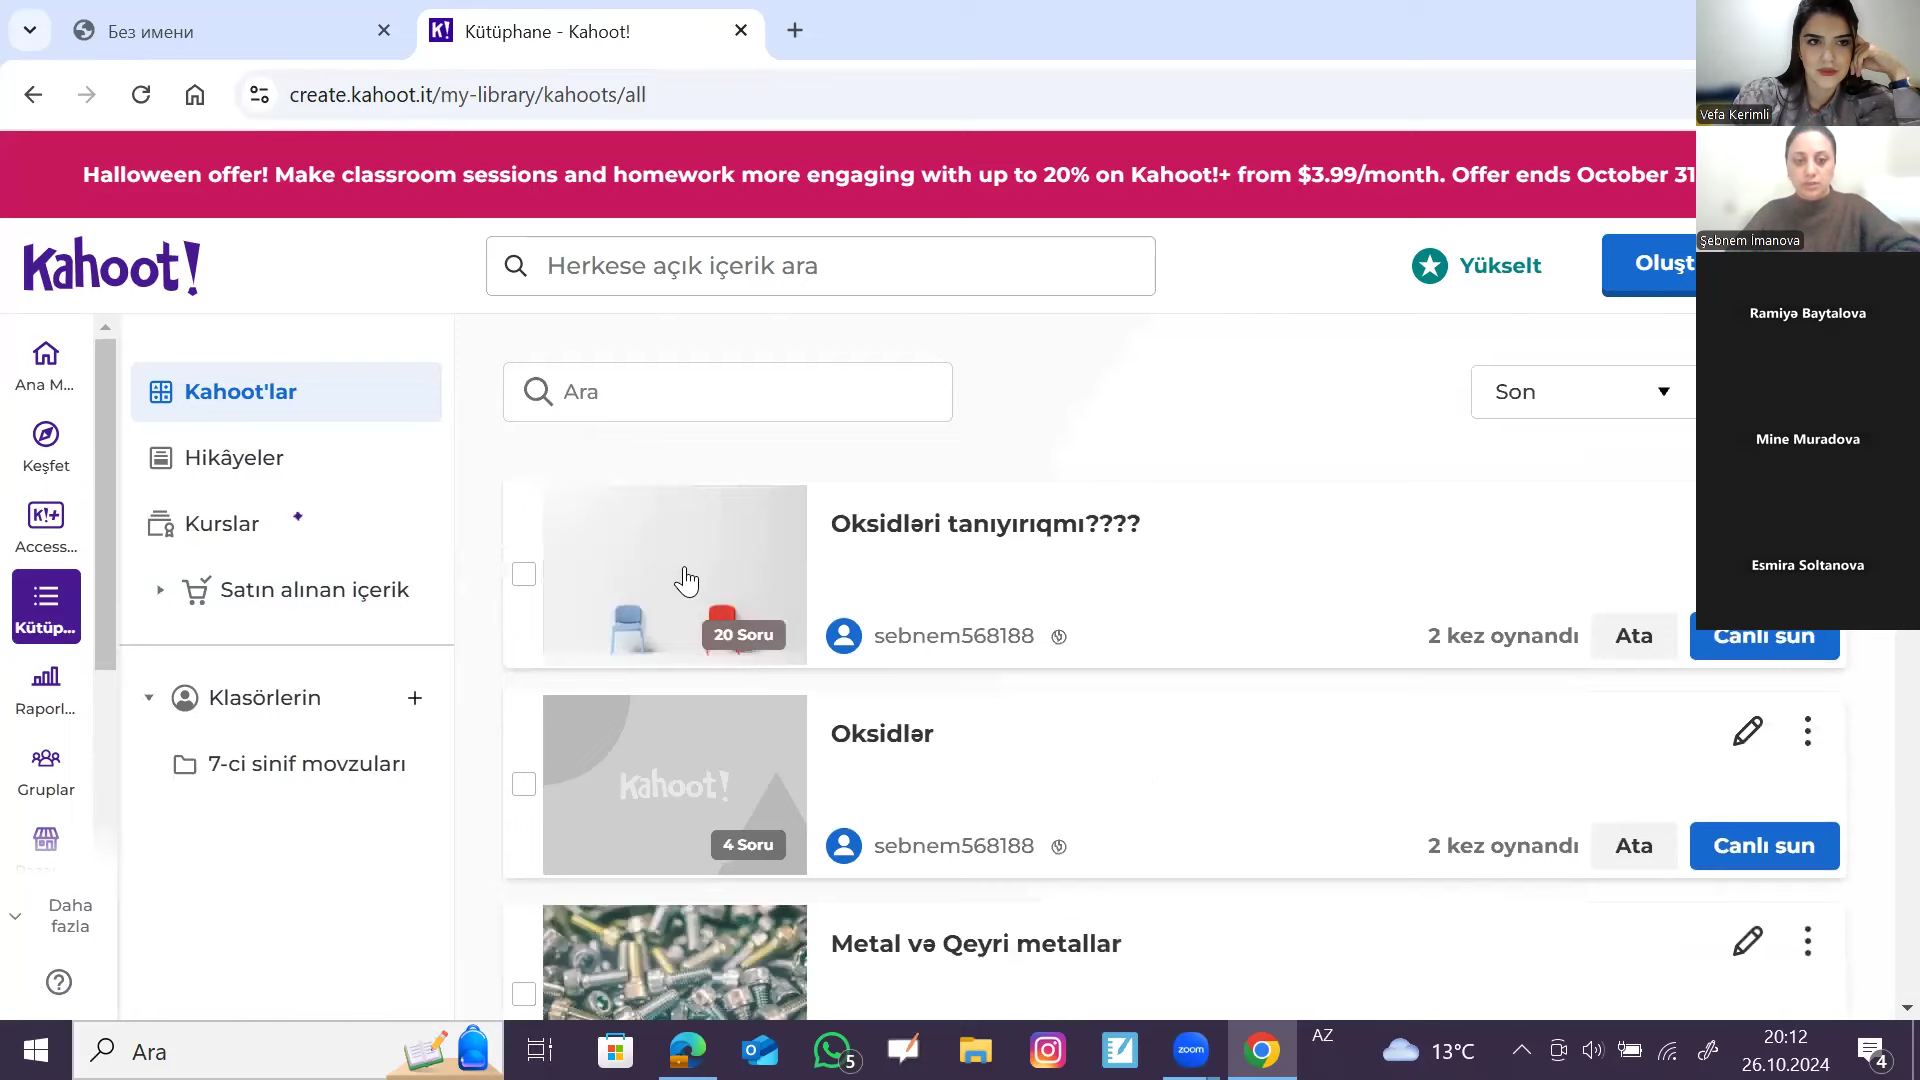 Без имени
Kütüphane - Kahoot!
create.kahoot.it/my-library/kahoots/all
Halloween offer! Make classroom sessions and homework more engaging with up to 20% on Kahoot!+ from $3.99/month. Offer ends October 31
Kahoot!
Herkese açık içerik ara
Yükselt
Oluşt
Ana M...
Keşfet
K!+
Access...
Kütüp...
Raporl...
Gruplar
Daha
fazla
Kahoot'lar
Hikâyeler
Kurslar
Satın alınan içerik
Klasörlerin
7-ci sinif movzuları
Ara
Son
Oksidləri tanıyırıqmı????
20 Soru
sebnem568188
2 kez oynandı
Ata
Canlı sun
Oksidlər
Kahoot!
4 Soru
sebnem568188
2 kez oynandı
Ata
Canlı sun
Metal və Qeyri metallar
Vefa Kerimli
Şebnem İmanova
Ramiyə Baytalova
Mine Muradova
Esmira Soltanova
Ara
5
zoom
AZ
13°C
20:12
26.10.2024
4